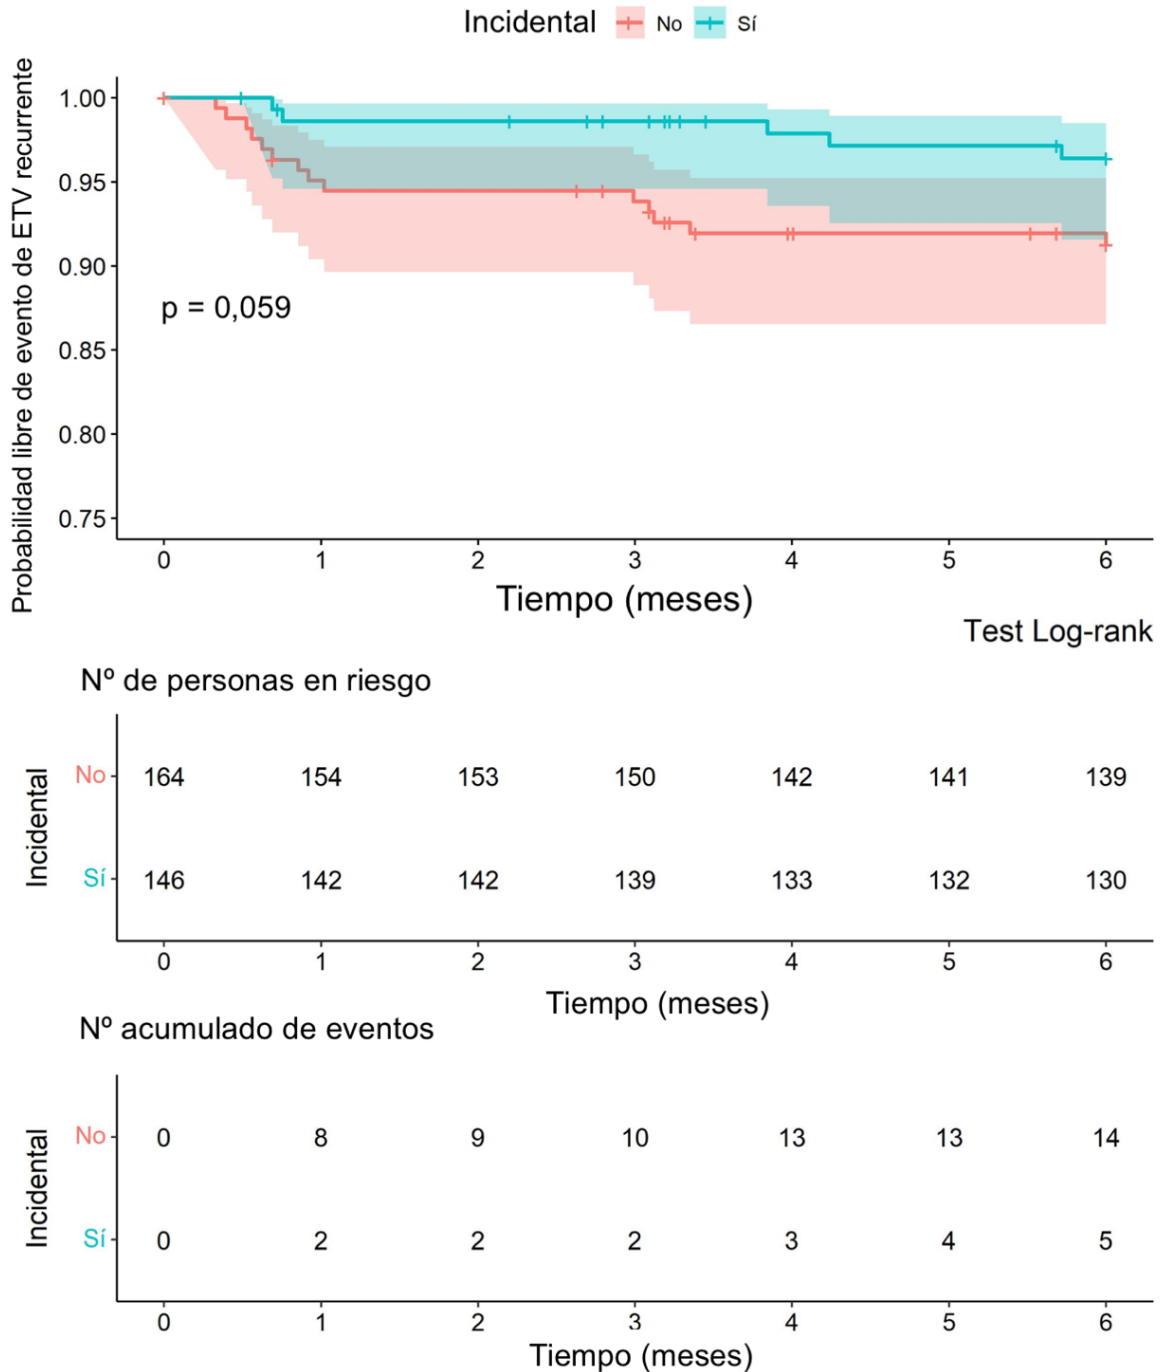 Incidental No Sí
Probabilidad libre de evento de ETV recurrente
1.00
0.95
0.90
0.85
0.80
0.75
p = 0,059
0 1 2 3 4 5 6
Tiempo (meses)
Test Log-rank
Nº de personas en riesgo
Incidental
No 164 154 153 150 142 141 139
Sí 146 142 142 139 133 132 130
0 1 2 3 4 5 6
Tiempo (meses)
Nº acumulado de eventos
Incidental
No 0 8 9 10 13 13 14
Sí 0 2 2 2 3 4 5
0 1 2 3 4 5 6
Tiempo (meses)